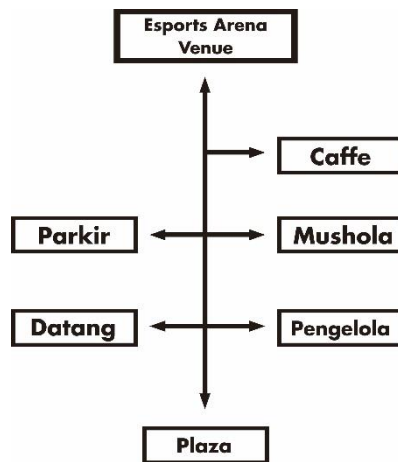 Esports Arena
Venue
Caffe
Parkir
Mushola
Datang
Pengelola
Plaza